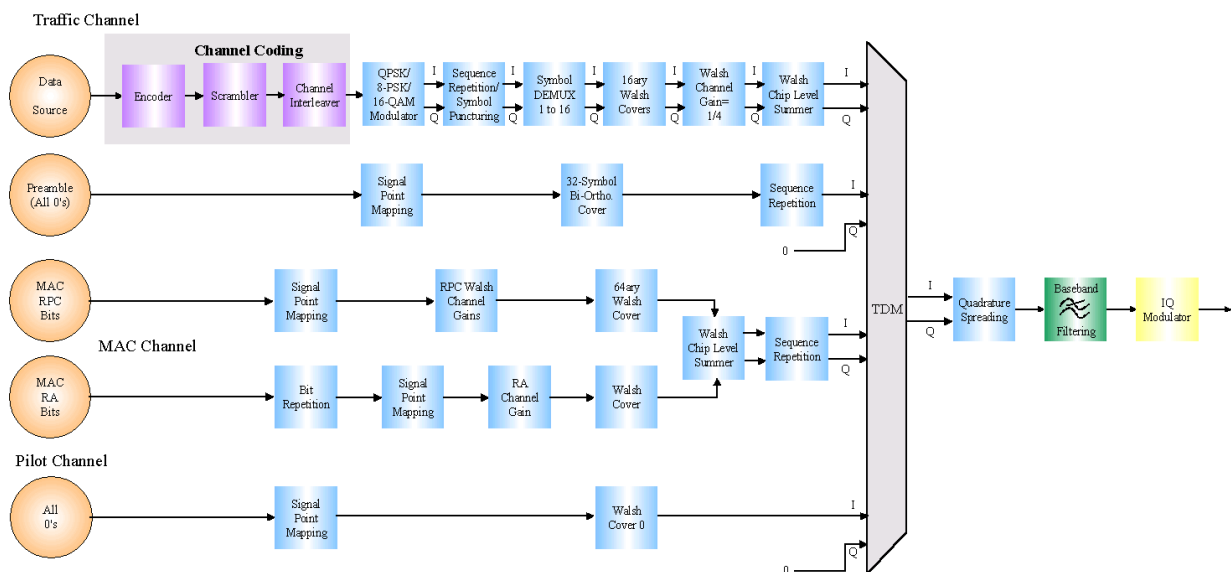 Traffic Channel
Channel Coding
Data
Source
Encoder
Scrambler
Channel
Interleaver
QPSK/
8-PSK/
16-QAM
Modulator
I
Q
Sequence
Repetition/
Symbol
Puncturing
I
Q
Symbol
DEMUX
1 to 16
I
Q
16ary
Walsh
Covers
I
Q
Walsh
Channel
Gain=
1/4
I
Q
Walsh
Chip Level
Summer
I
Q
Preamble
(All 0's)
Signal
Point
Mapping
32-Symbol
Bi-Ortho.
Cover
Sequence
Repetition
I
0
Q
MAC
RPC
Bits
Signal
Point
Mapping
RPC Walsh
Channel
Gains
64ary
Walsh
Cover
MAC Channel
Walsh
Chip Level
Summer
Sequence
Repetition
I
Q
MAC
RA
Bits
Bit
Repetition
Signal
Point
Mapping
RA
Channel
Gain
Walsh
Cover
Pilot Channel
All
0's
Signal
Point
Mapping
Walsh
Cover 0
I
0
Q
TDM
I
Q
Quadrature
Spreading
Baseband
Filtering
IQ
Modulator